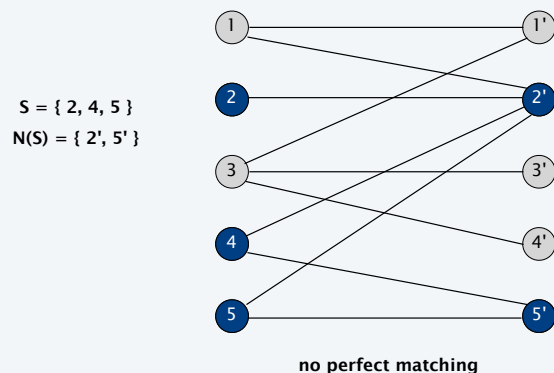 1 1'
2 2'
S = { 2, 4, 5 }
N(S) = { 2', 5' }
3 3'
4 4'
5 5'
no perfect matching